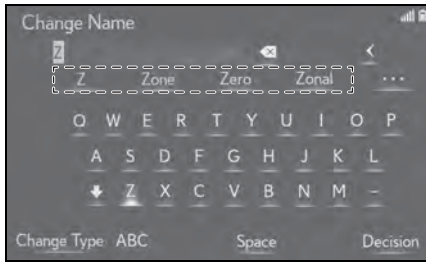 Change Name
Z
Z Zone Zero Zonal ...
Q W E R T Y U I O P
A S D F G H J K L
Z X C V B N M -
Change Type ABC Space Decision